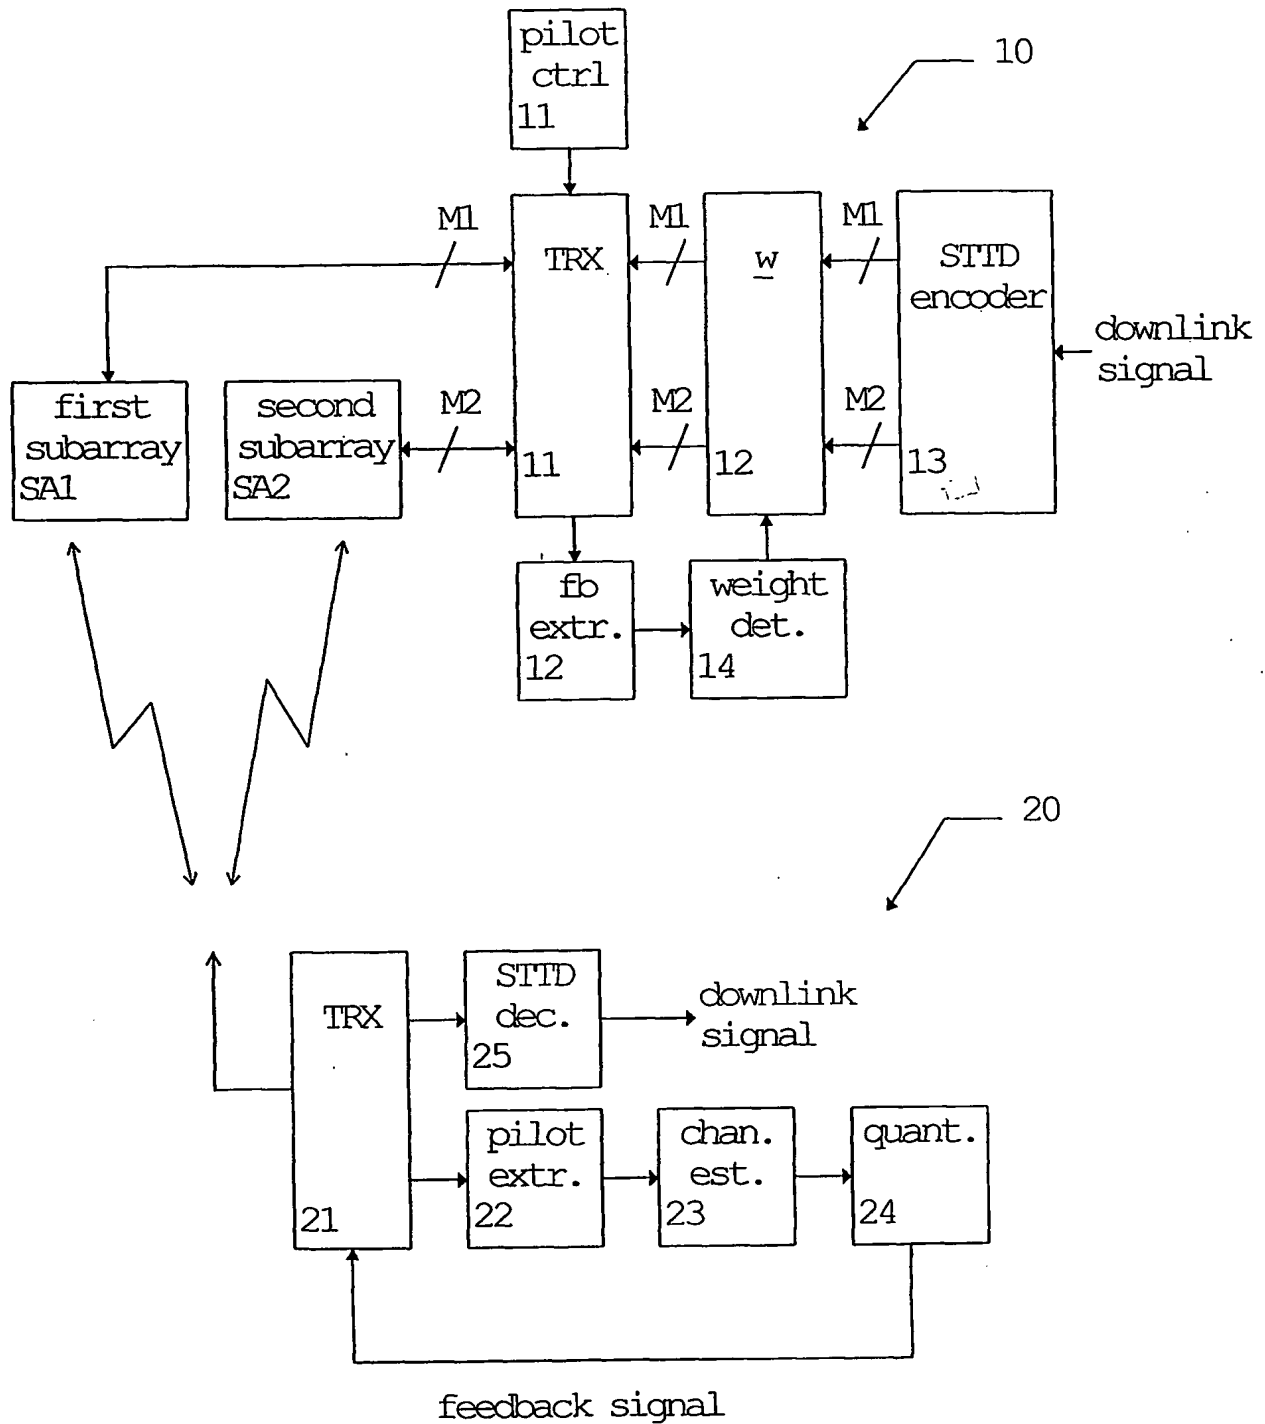 pilot
ctrl
11
10
M1
M1
M1
TRX
w
STTD
encoder
downlink
signal
first
subarray
SA1
second
subarray
SA2
M2
M2
M2
11
12
13
fb
extr.
12
weight
det.
14
20
TRX
21
STTD
dec.
25
downlink
signal
pilot
extr.
22
chan.
est.
23
quant.
24
feedback signal